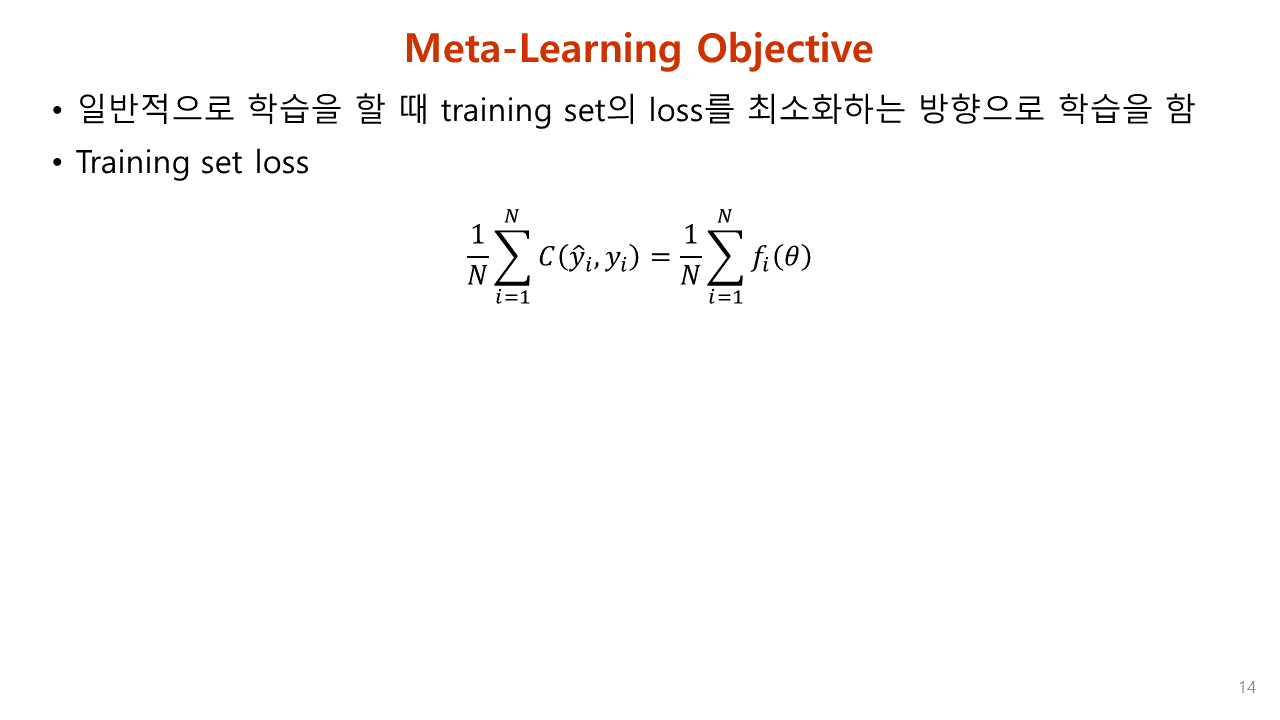 Meta-Learning Objective
• 일반적으로 학습을 할 때 training set의 loss를 최소화하는 방향으로 학습을 함
• Training set loss
$\frac{1}{N}\sum_{i=1}^{N} C(\hat{y}_i, y_i) = \frac{1}{N}\sum_{i=1}^{N} f_i(\theta)$
14